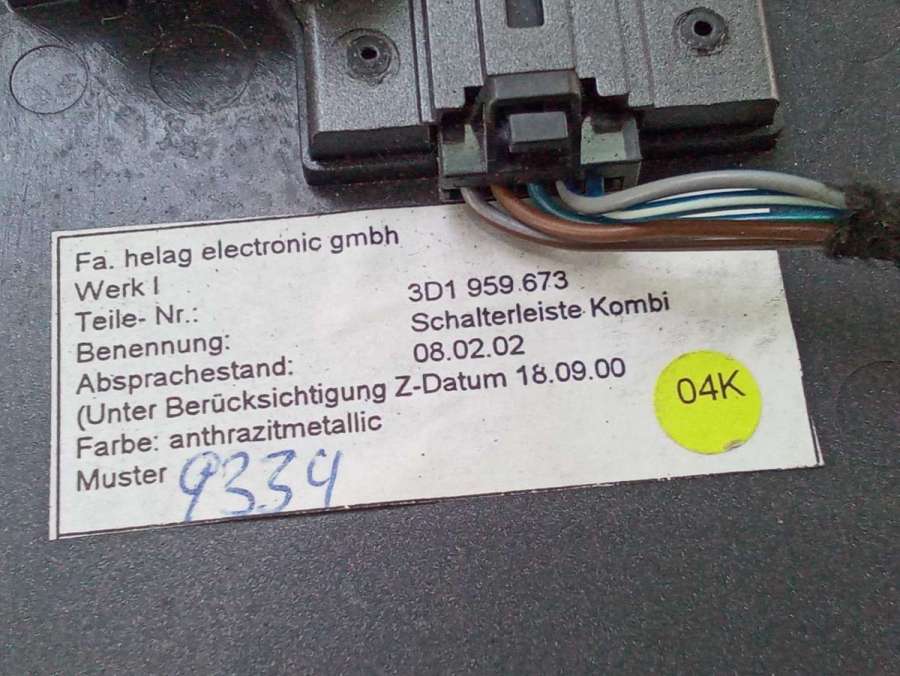 Fa. helag electronic gmbh
Werk I
Teile- Nr.: 3D1 959 673
Benennung: Schalterleiste Kombi
Absprachestand: 08.02.02
(Unter Berücksichtigung Z-Datum 18.09.00
Farbe: anthrazitmetallic
Muster 9334
04K